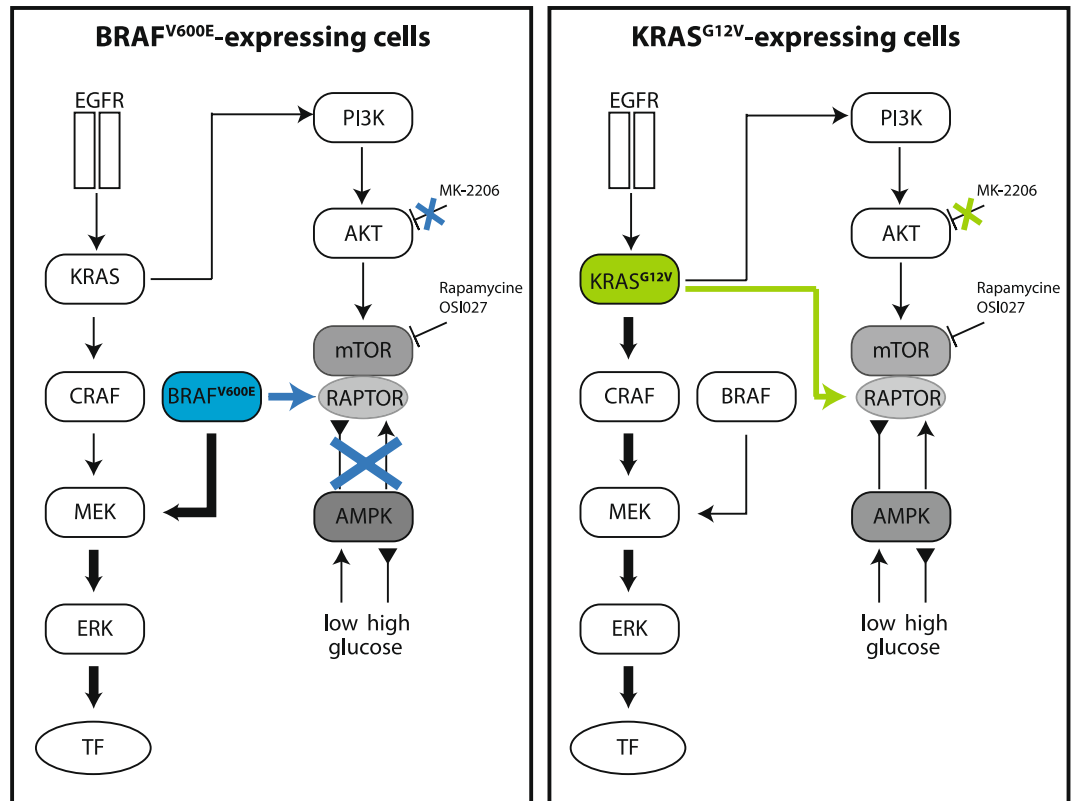 BRAFV600E-expressing cells
EGFR
PI3K
MK-2206
AKT
KRAS
Rapamycine
OSI027
mTOR
CRAF
BRAFV600E
RAPTOR
MEK
AMPK
ERK
low high
glucose
TF
KRASG12V-expressing cells
EGFR
PI3K
MK-2206
AKT
KRASG12V
Rapamycine
OSI027
mTOR
CRAF
BRAF
RAPTOR
MEK
AMPK
ERK
low high
glucose
TF